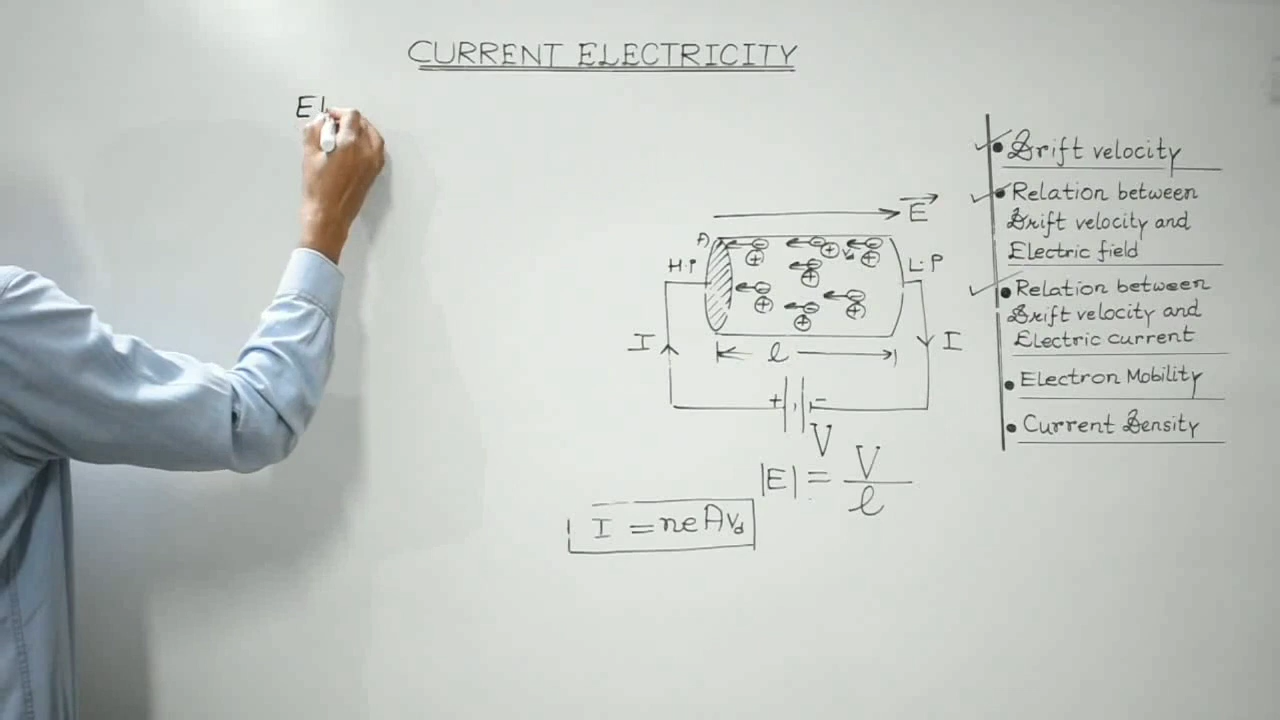 CURRENT ELECTRICITY
El
E
A
H·P
L·P
I
l
I
+ -
V
|E| = V/l
I = neAVd
• Drift velocity
• Relation between
Drift velocity and
Electric field
• Relation between
Drift velocity and
Electric current
• Electron Mobility
• Current Density